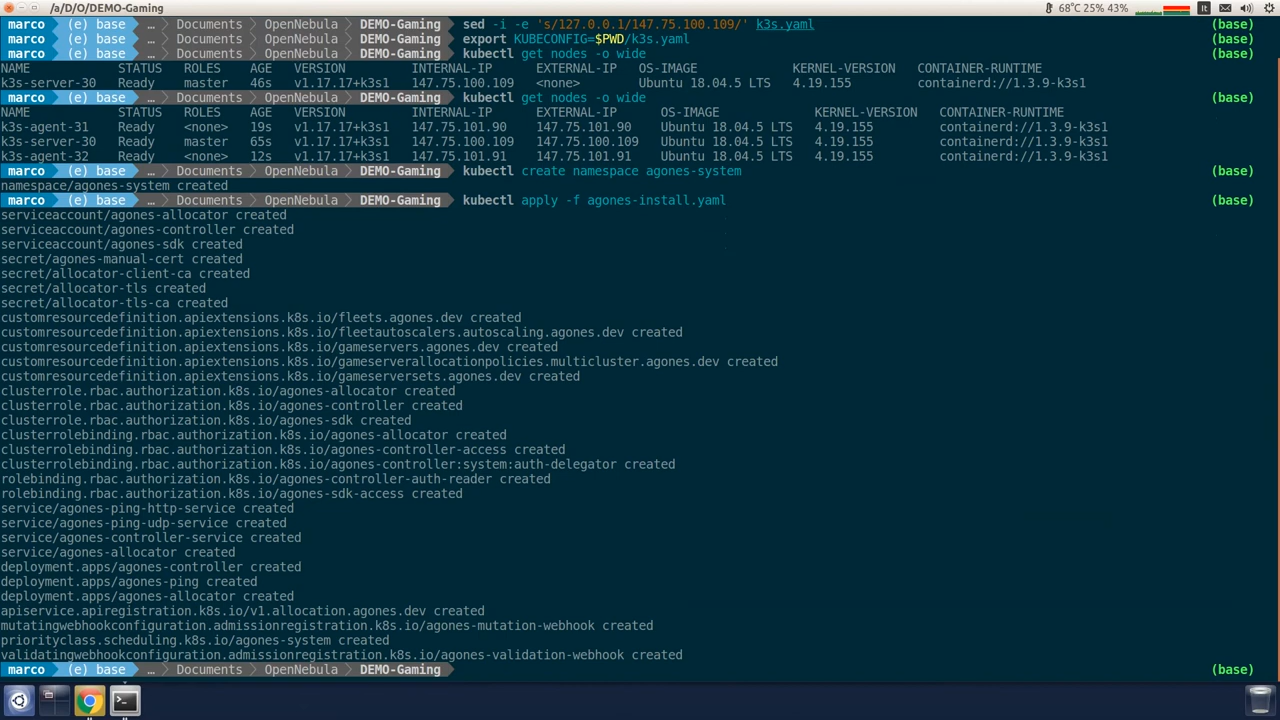 /a/D/O/DEMO-Gaming 68°C 25% 43% It
marco (e) base … Documents OpenNebula DEMO-Gaming sed -i -e 's/127.0.0.1/147.75.100.109/' k3s.yaml (base)
marco (e) base … Documents OpenNebula DEMO-Gaming export KUBECONFIG=$PWD/k3s.yaml (base)
marco (e) base … Documents OpenNebula DEMO-Gaming kubectl get nodes -o wide (base)
NAME STATUS ROLES AGE VERSION INTERNAL-IP EXTERNAL-IP OS-IMAGE KERNEL-VERSION CONTAINER-RUNTIME
k3s-server-30 Ready master 46s v1.17.17+k3s1 147.75.100.109 <none> Ubuntu 18.04.5 LTS 4.19.155 containerd://1.3.9-k3s1
marco (e) base … Documents OpenNebula DEMO-Gaming kubectl get nodes -o wide (base)
NAME STATUS ROLES AGE VERSION INTERNAL-IP EXTERNAL-IP OS-IMAGE KERNEL-VERSION CONTAINER-RUNTIME
k3s-agent-31 Ready <none> 19s v1.17.17+k3s1 147.75.101.90 147.75.101.90 Ubuntu 18.04.5 LTS 4.19.155 containerd://1.3.9-k3s1
k3s-server-30 Ready master 65s v1.17.17+k3s1 147.75.100.109 147.75.100.109 Ubuntu 18.04.5 LTS 4.19.155 containerd://1.3.9-k3s1
k3s-agent-32 Ready <none> 12s v1.17.17+k3s1 147.75.101.91 147.75.101.91 Ubuntu 18.04.5 LTS 4.19.155 containerd://1.3.9-k3s1
marco (e) base … Documents OpenNebula DEMO-Gaming kubectl create namespace agones-system (base)
namespace/agones-system created
marco (e) base … Documents OpenNebula DEMO-Gaming kubectl apply -f agones-install.yaml (base)
serviceaccount/agones-allocator created
serviceaccount/agones-controller created
serviceaccount/agones-sdk created
secret/agones-manual-cert created
secret/allocator-client-ca created
secret/allocator-tls created
secret/allocator-tls-ca created
customresourcedefinition.apiextensions.k8s.io/fleets.agones.dev created
customresourcedefinition.apiextensions.k8s.io/fleetautoscalers.autoscaling.agones.dev created
customresourcedefinition.apiextensions.k8s.io/gameservers.agones.dev created
customresourcedefinition.apiextensions.k8s.io/gameserverallocationpolicies.multicluster.agones.dev created
customresourcedefinition.apiextensions.k8s.io/gameserversets.agones.dev created
clusterrole.rbac.authorization.k8s.io/agones-allocator created
clusterrole.rbac.authorization.k8s.io/agones-controller created
clusterrole.rbac.authorization.k8s.io/agones-sdk created
clusterrolebinding.rbac.authorization.k8s.io/agones-allocator created
clusterrolebinding.rbac.authorization.k8s.io/agones-controller-access created
clusterrolebinding.rbac.authorization.k8s.io/agones-controller:system:auth-delegator created
rolebinding.rbac.authorization.k8s.io/agones-controller-auth-reader created
rolebinding.rbac.authorization.k8s.io/agones-sdk-access created
service/agones-ping-http-service created
service/agones-ping-udp-service created
service/agones-controller-service created
service/agones-allocator created
deployment.apps/agones-controller created
deployment.apps/agones-ping created
deployment.apps/agones-allocator created
apiservice.apiregistration.k8s.io/v1.allocation.agones.dev created
mutatingwebhookconfiguration.admissionregistration.k8s.io/agones-mutation-webhook created
priorityclass.scheduling.k8s.io/agones-system created
validatingwebhookconfiguration.admissionregistration.k8s.io/agones-validation-webhook created
marco (e) base … Documents OpenNebula DEMO-Gaming (base)